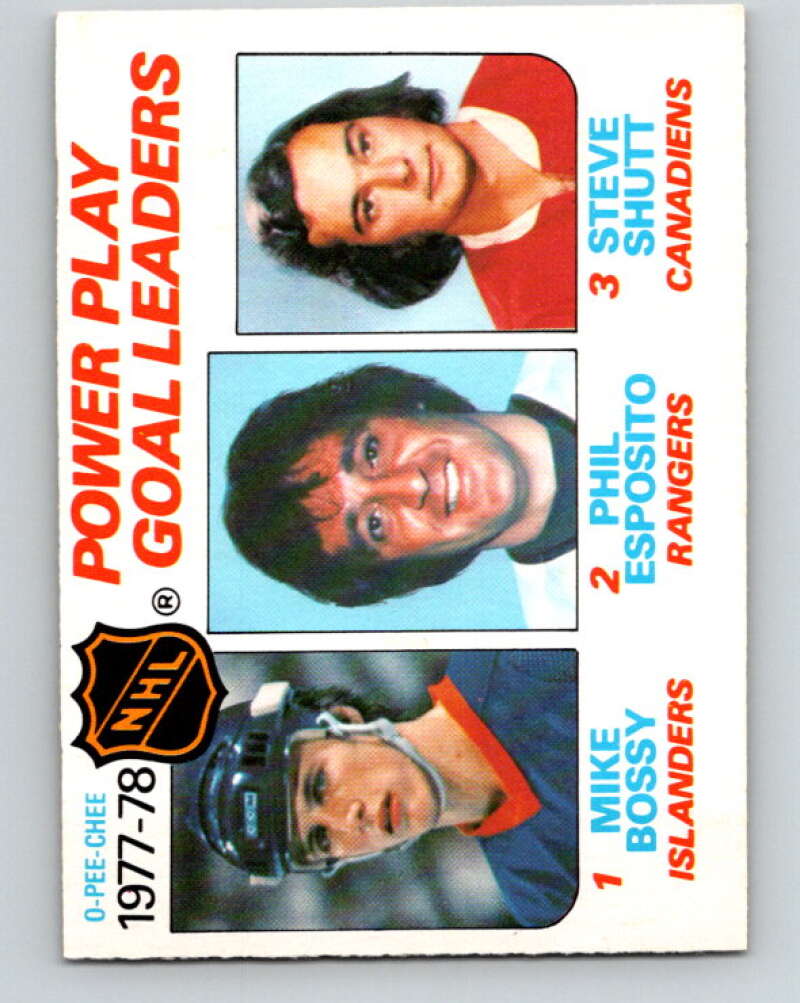 O-PEE-CHEE
1977-78
NHL
®
POWER PLAY
GOAL LEADERS
1 MIKE
BOSSY
ISLANDERS
2 PHIL
ESPOSITO
RANGERS
3 STEVE
SHUTT
CANADIENS